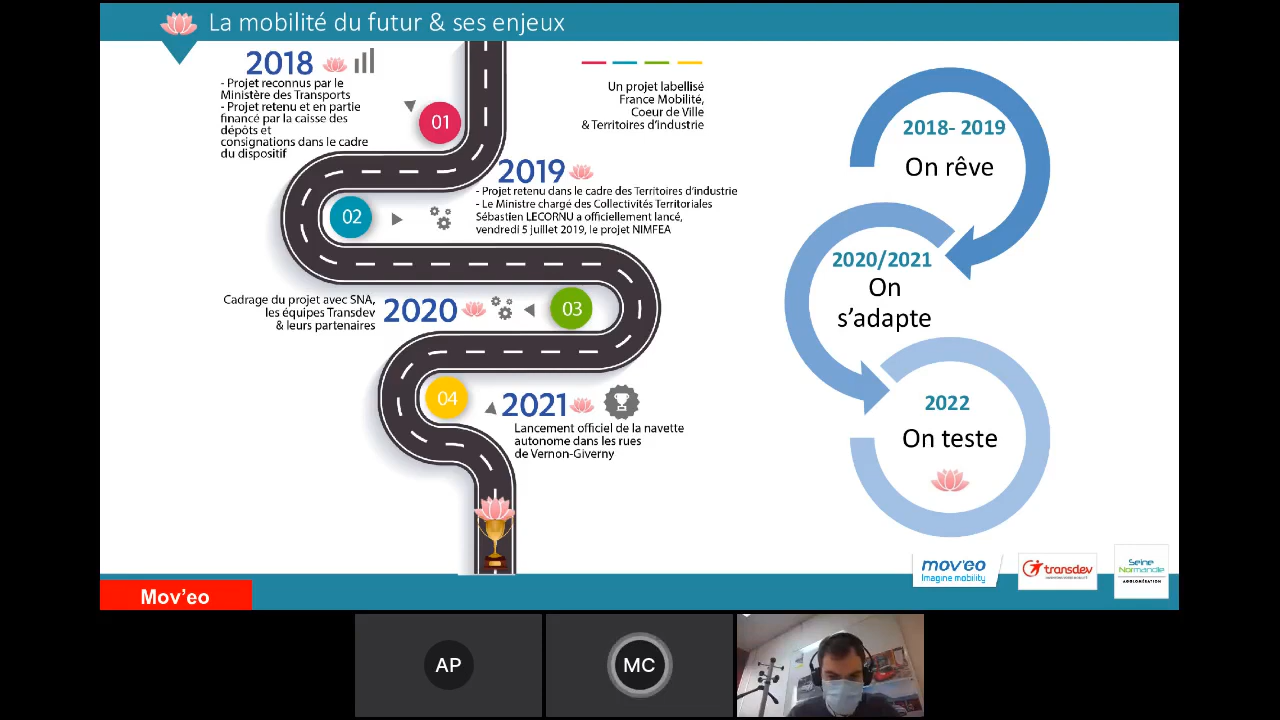 La mobilité du futur & ses enjeux
2018
- Projet reconnus par le
Ministère des Transports
- Projet retenu et en partie
financé par la caisse des
dépôts et
consignations dans le cadre
du dispositif
01
Un projet labellisé
France Mobilité,
Coeur de Ville
& Territoires d'industrie
2019
- Projet retenu dans le cadre des Territoires d'industrie
- Le Ministre chargé des Collectivités Territoriales
Sébastien LECORNU a officiellement lancé,
vendredi 5 juillet 2019, le projet NIMFEA
02
Cadrage du projet avec SNA,
les équipes Transdev
& leurs partenaires
2020
03
04
2021
Lancement officiel de la navette
autonome dans les rues
de Vernon-Giverny
2018- 2019
On rêve
2020/2021
On
s’adapte
2022
On teste
mov'eo
Imagine mobility
transdev
Seine
Normandie
AGGLOMÉRATION
Mov’eo
AP
MC